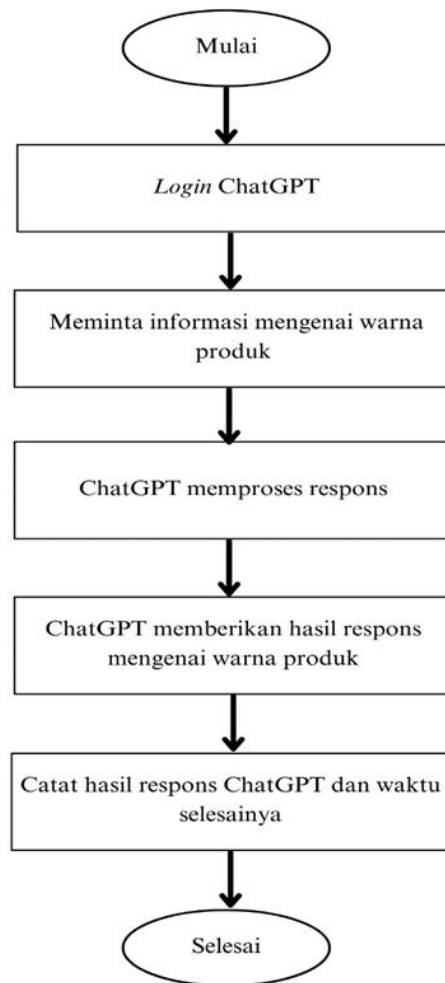 Mulai
Login ChatGPT
Meminta informasi mengenai warna
produk
ChatGPT memproses respons
ChatGPT memberikan hasil respons
mengenai warna produk
Catat hasil respons ChatGPT dan waktu
selesainya
Selesai